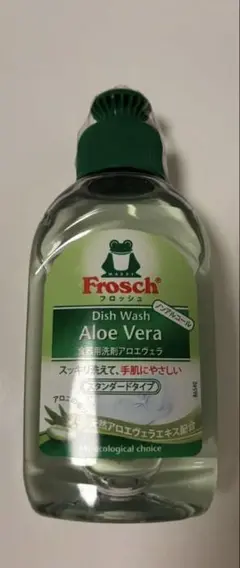 Frosch®
フロッシュ
Dish Wash
Aloe Vera
ノンアルコール
食器用洗剤アロエヴェラ
スッキリ洗えて、手肌にやさしい
スタンダードタイプ
アロエ
天然アロエヴェラエキス配合
ecological choice